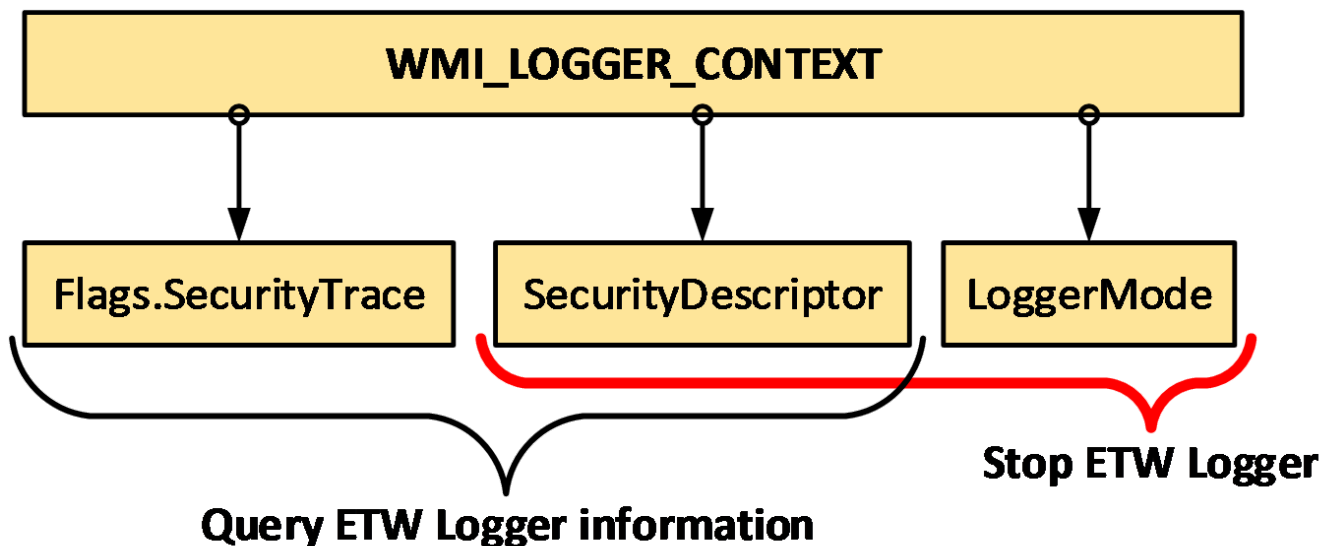 WMI_LOGGER_CONTEXT
Flags.SecurityTrace
SecurityDescriptor
LoggerMode
Stop ETW Logger
Query ETW Logger information